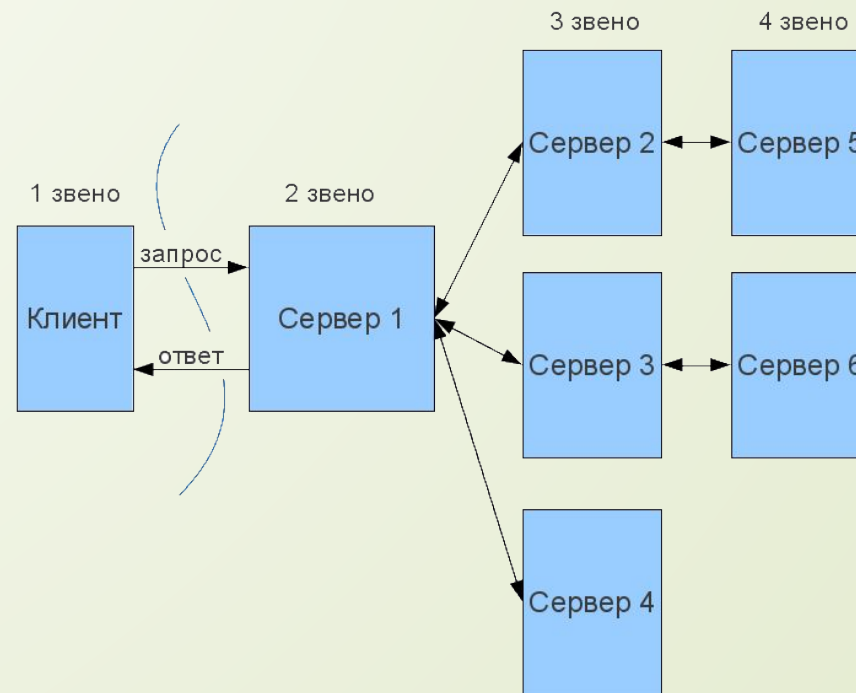 3 звено
4 звено
Сервер 2
Сервер 5
1 звено
2 звено
запрос
Клиент
Сервер 1
ответ
Сервер 3
Сервер 6
Сервер 4